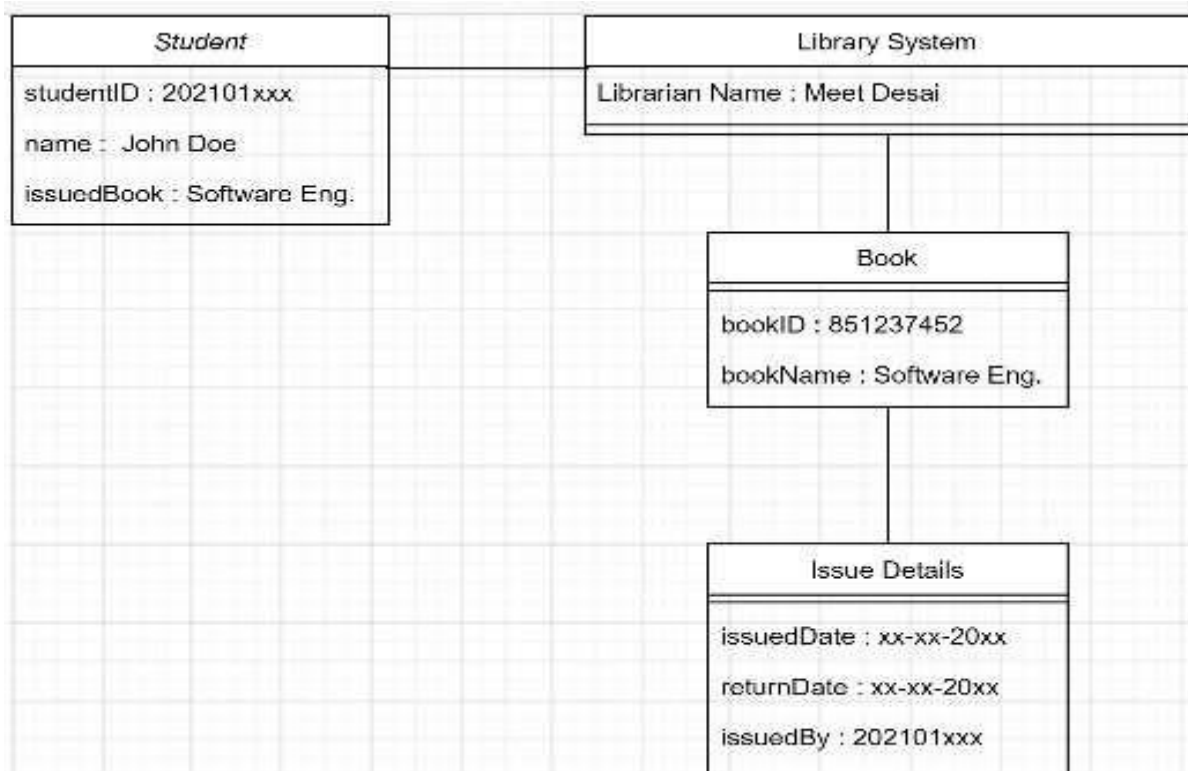 Student
studentID : 202101xxx
name : John Doe
issuedBook : Software Eng.
Library System
Librarian Name : Meet Desai
Book
bookID : 851237452
bookName : Software Eng.
Issue Details
issuedDate : xx-xx-20xx
returnDate : xx-xx-20xx
issuedBy : 202101xxx